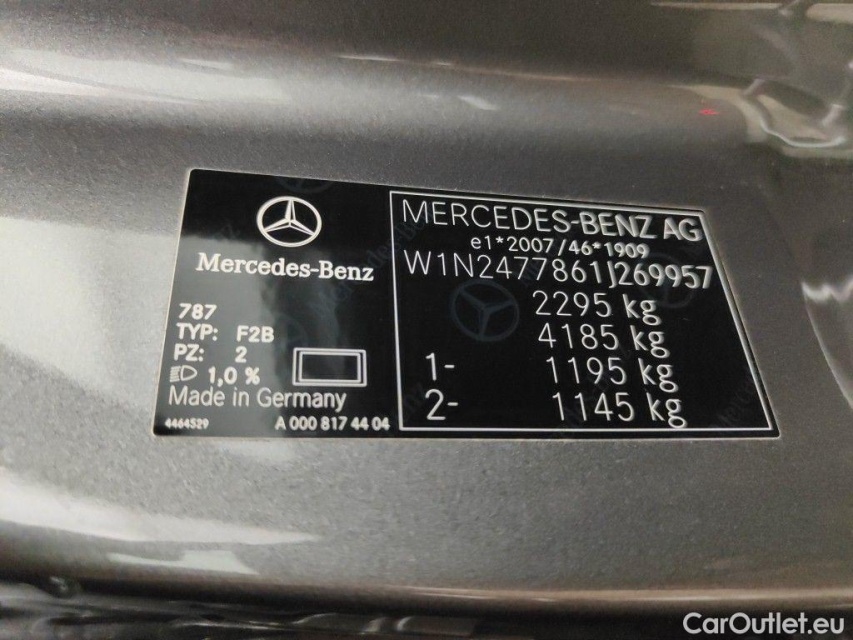 Mercedes-Benz
787
TYP: F2B
PZ: 2
1,0 %
Made in Germany
4464529
A 000 817 44 04
MERCEDES-BENZ AG
e1*2007/46*1909
W1N2477861J269957
2295 kg
4185 kg
1- 1195 kg
2- 1145 kg
CarOutlet.eu